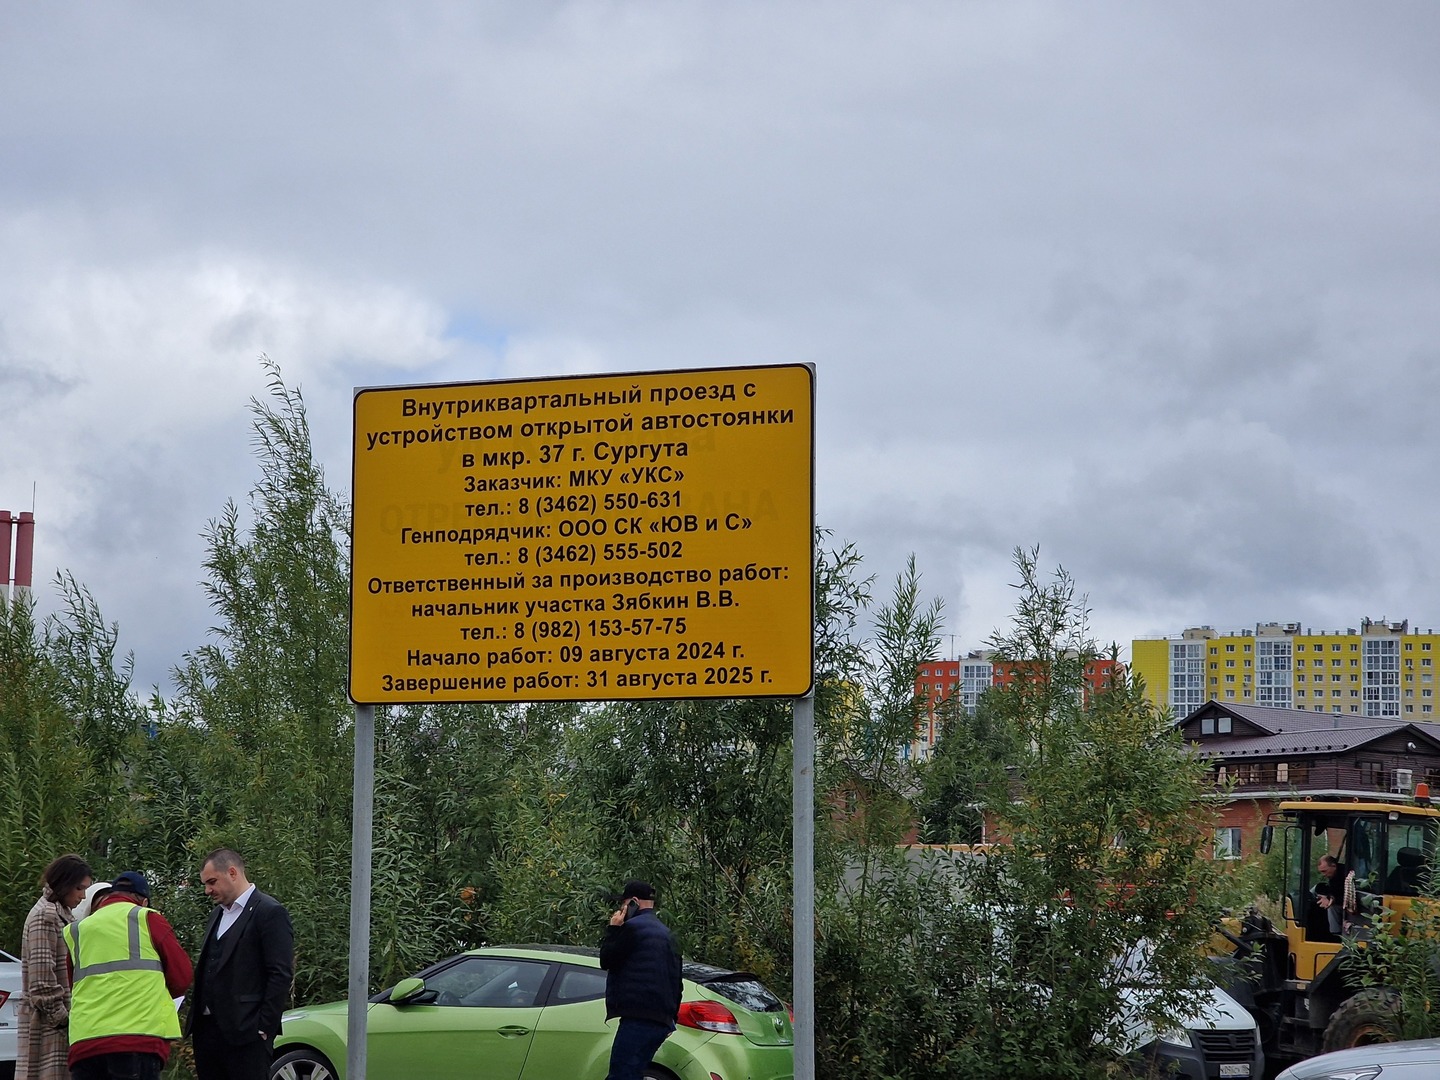 Внутриквартальный проезд с
устройством открытой автостоянки
в мкр. 37 г. Сургута
Заказчик: МКУ «УКС»
тел.: 8 (3462) 550-631
Генподрядчик: ООО СК «ЮВ и С»
тел.: 8 (3462) 555-502
Ответственный за производство работ:
начальник участка Зябкин В.В.
тел.: 8 (982) 153-57-75
Начало работ: 09 августа 2024 г.
Завершение работ: 31 августа 2025 г.